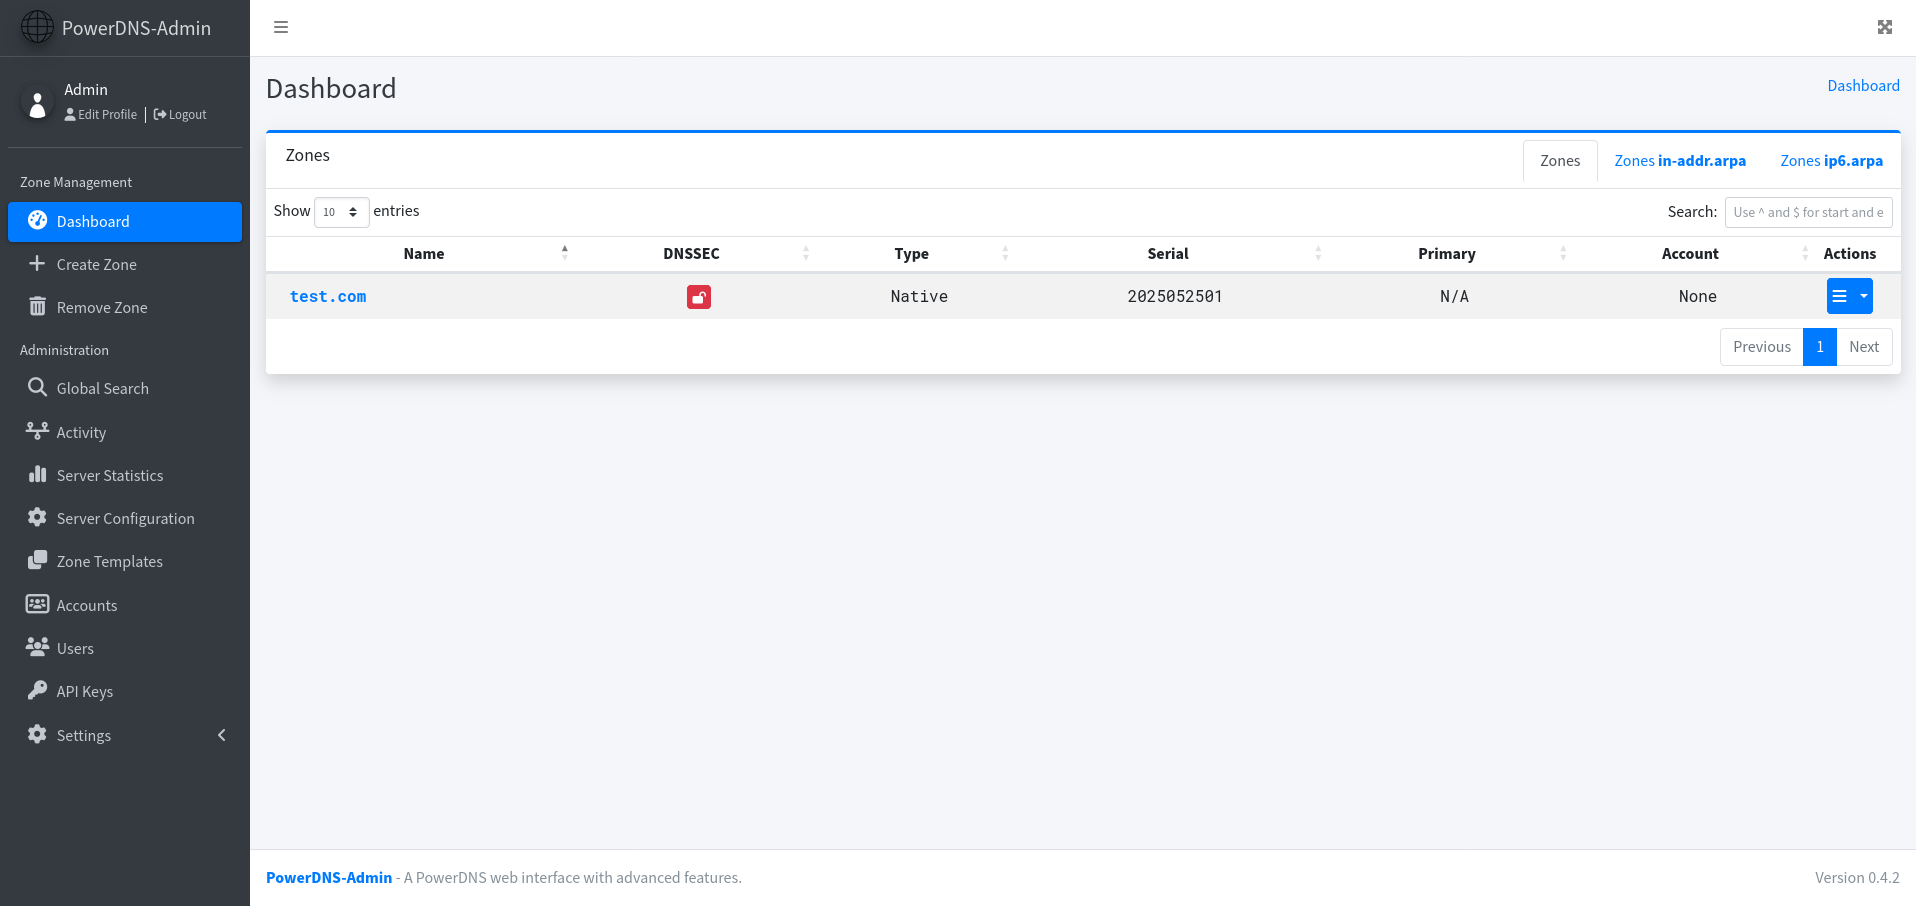 PowerDNS-Admin
Admin
Edit Profile | Logout
Zone Management
Dashboard
Create Zone
Remove Zone
Administration
Global Search
Activity
Server Statistics
Server Configuration
Zone Templates
Accounts
Users
API Keys
Settings
Dashboard
Dashboard
Zones
Zones Zones in-addr.arpa Zones ip6.arpa
Show 10 entries
Search: Use ^ and $ for start and e
Name DNSSEC Type Serial Primary Account Actions
test.com Native 2025052501 N/A None
Previous 1 Next
PowerDNS-Admin - A PowerDNS web interface with advanced features.
Version 0.4.2